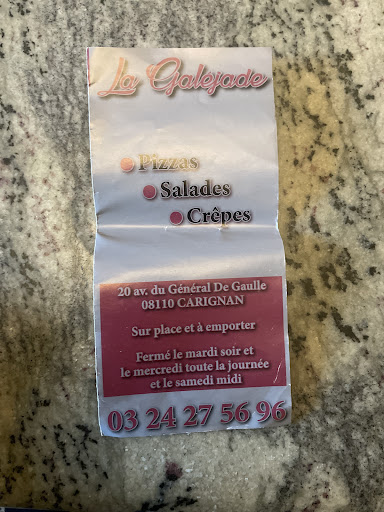 La Galejade
Pizzas
Salades
Crêpes
20 av. du Général De Gaulle
08110 CARIGNAN
Sur place et à emporter
Fermé le mardi soir et
le mercredi toute la journée
et le samedi midi
03 24 27 56 96